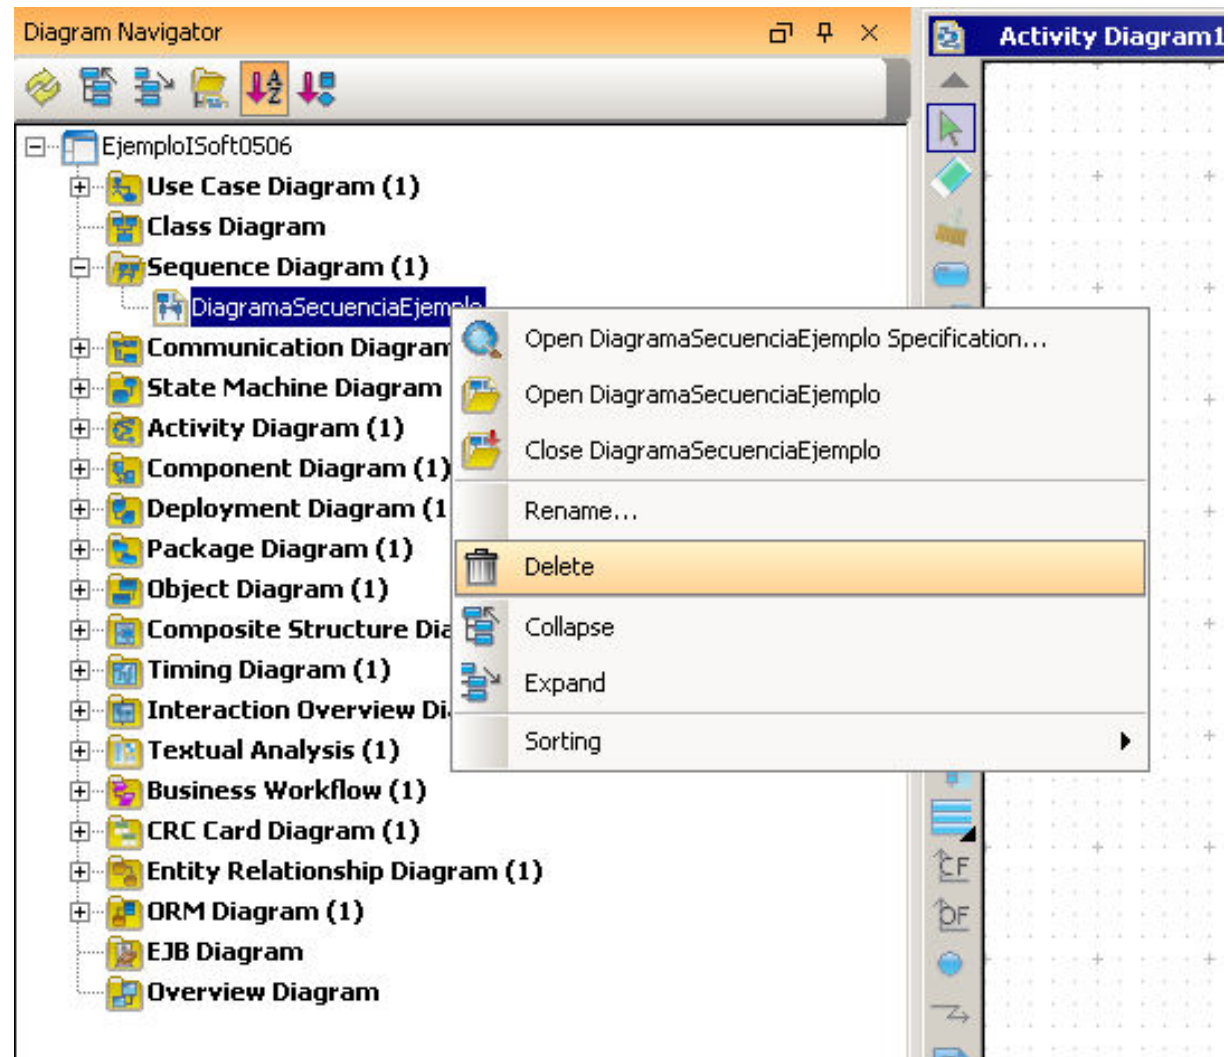 Diagram Navigator
Activity Diagram1
EjemploISoft0506
Use Case Diagram (1)
Class Diagram
Sequence Diagram (1)
DiagramaSecuenciaEjemplo
Communication Diagram
State Machine Diagram
Activity Diagram (1)
Component Diagram (1)
Deployment Diagram (1
Package Diagram (1)
Object Diagram (1)
Composite Structure Dia
Timing Diagram (1)
Interaction Overview Di
Textual Analysis (1)
Business Workflow (1)
CRC Card Diagram (1)
Entity Relationship Diagram (1)
ORM Diagram (1)
EJB Diagram
Overview Diagram
Open DiagramaSecuenciaEjemplo Specification...
Open DiagramaSecuenciaEjemplo
Close DiagramaSecuenciaEjemplo
Rename...
Delete
Collapse
Expand
Sorting
CF
OF